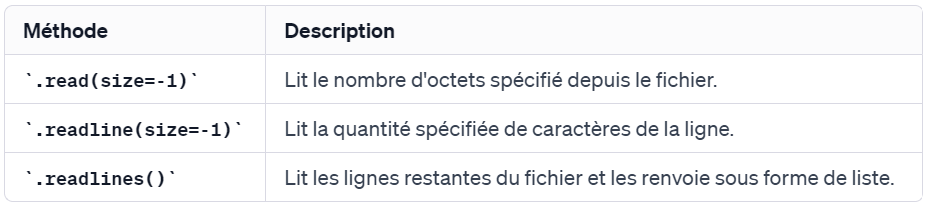 Méthode Description
`.read(size=-1)` Lit le nombre d'octets spécifié depuis le fichier.
`.readline(size=-1)` Lit la quantité spécifiée de caractères de la ligne.
`.readlines()` Lit les lignes restantes du fichier et les renvoie sous forme de liste.